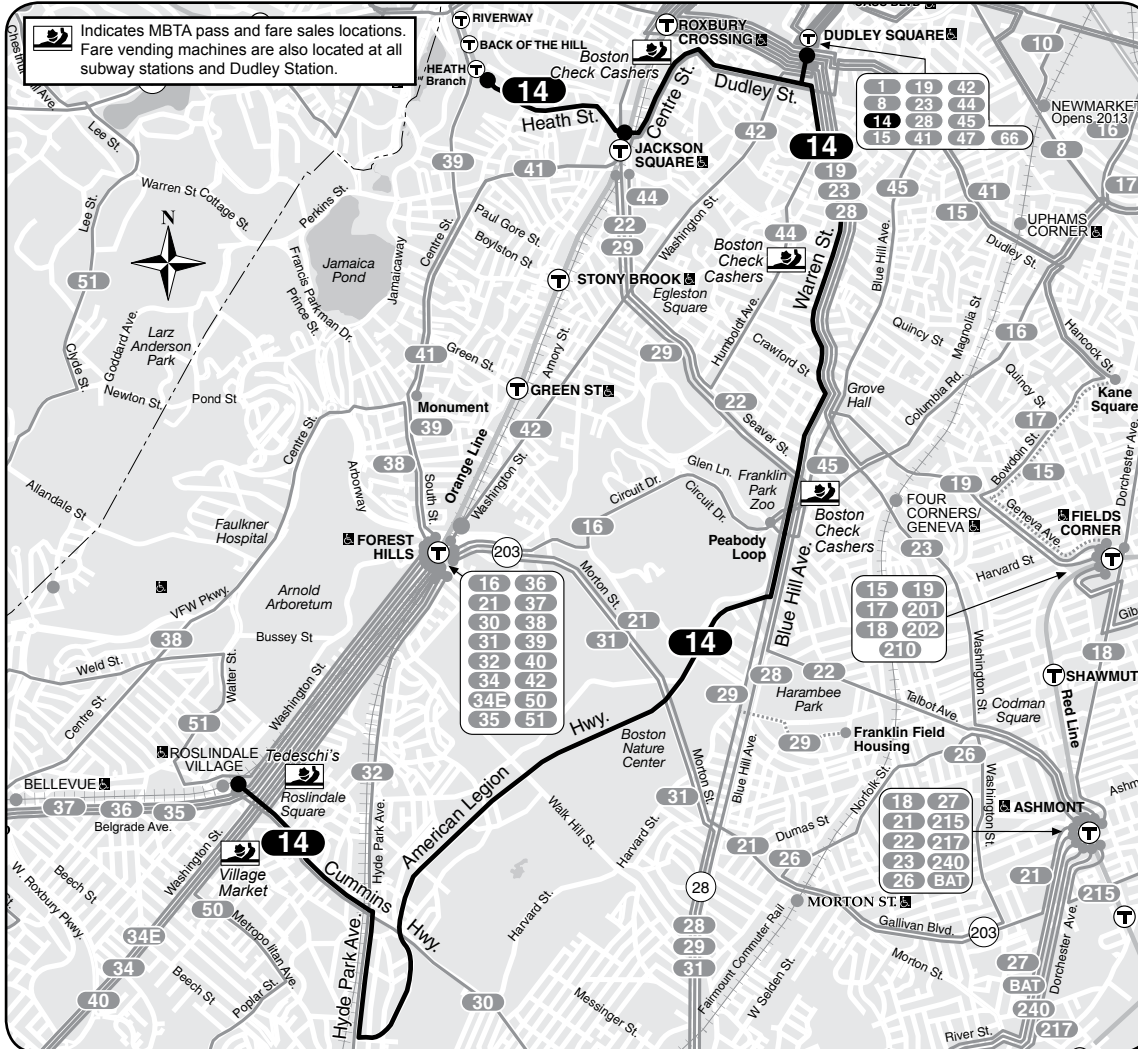 Indicates MBTA pass and fare sales locations.
Fare vending machines are also located at all
subway stations and Dudley Station.
T RIVERWAY
T BACK OF THE HILL
HEATH
Branch
14
Heath St.
T ROXBURY
CROSSING
Boston
Check Cashers
Centre St.
T DUDLEY SQUARE
Dudley St.
1 19 42
8 23 44
14 28 45
15 41 47 66
10
NEWMARKET
Opens 2013
16
8
17
Chestnut
Lee St.
Lee St.
Warren St
Cottage St.
Perkins St.
39
41
T
JACKSON
SQUARE
44
22
29
42
14
19
23
28
45
41
15
UPHAMS
CORNER
Dudley St.
N
51
Jamaica
Pond
Francis Parkman Dr.
Prince St.
Jamaicaway
Centre St.
Paul Gore St.
Boylston St
Washington St.
Boston
Check
Cashers
44
Warren St.
Blue Hill Ave.
T STONY BROOK
Egleston
Square
Magnolia St
16
Hancock St.
Larz
Anderson
Park
Goddard Ave.
Clyde St.
Newton St.
Pond St
41
Green St.
Amory St.
29
Humboldt Ave.
Crawford St
Quincy St
Quincy St.
T GREEN ST
Monument
39
42
22
Seaver St.
Grove
Hall
Columbia Rd.
Kane
Square
17
Bowdoin St.
15
Dorchester Ave.
Centre St.
Allandale St
Arborway
38
South St.
Orange Line
Washington St.
Glen Ln.
Circuit Dr.
Circuit Dr.
Franklin
Park
Zoo
45
Boston
Check
Cashers
19
Geneva Ave.
FOUR
CORNERS/
GENEVA
FIELDS
CORNER
T
Faulkner
Hospital
16
Peabody
Loop
23
Harvard St
FOREST
HILLS
T
203
Morton St.
Blue Hill Ave.
16 36
21 37
30 38
31 39
32 40
34 42
34E 50
35 51
15 19
17 201
18 202
210
Gib
18
Arnold
Arboretum
VFW Pkwy.
38
Bussey St
Weld St.
Walter St.
Washington St.
21
31
14
28
22
Harambee
Park
Washington St.
T SHAWMUT
Red Line
Talbot Ave.
Codman
Square
29
29
Franklin Field
Housing
Centre St.
51
ROSLINDALE
VILLAGE
Tedeschi's
Roslindale
Square
32
Hwy.
Boston
Nature
Center
Morton St.
Blue Hill Ave.
Norfolk St.
26
Washington St.
BELLEVUE
37 36 35
Belgrade Ave.
31
ASHMONT
T
Ashm
18 27
21 215
22 217
23 240
26 BAT
14
Village
Market
Cummins
Hwy.
Hyde Park Ave.
American Legion
Walk Hill St.
Harvard St.
Dumas St
21
26
21
215
T
W. Roxbury Pkwy.
Beech St
Washington St.
50
Metropolitan Ave.
28
MORTON ST.
Gallivan Blvd.
203
34E
34
40
Beech St
Poplar St.
Hyde Park Ave.
Harvard St.
30
28
29
31
Messinger St.
Fairmount Commuter Rail
W Selden St.
Morton St.
Dorchester Ave.
27
BAT
240
217
River St.